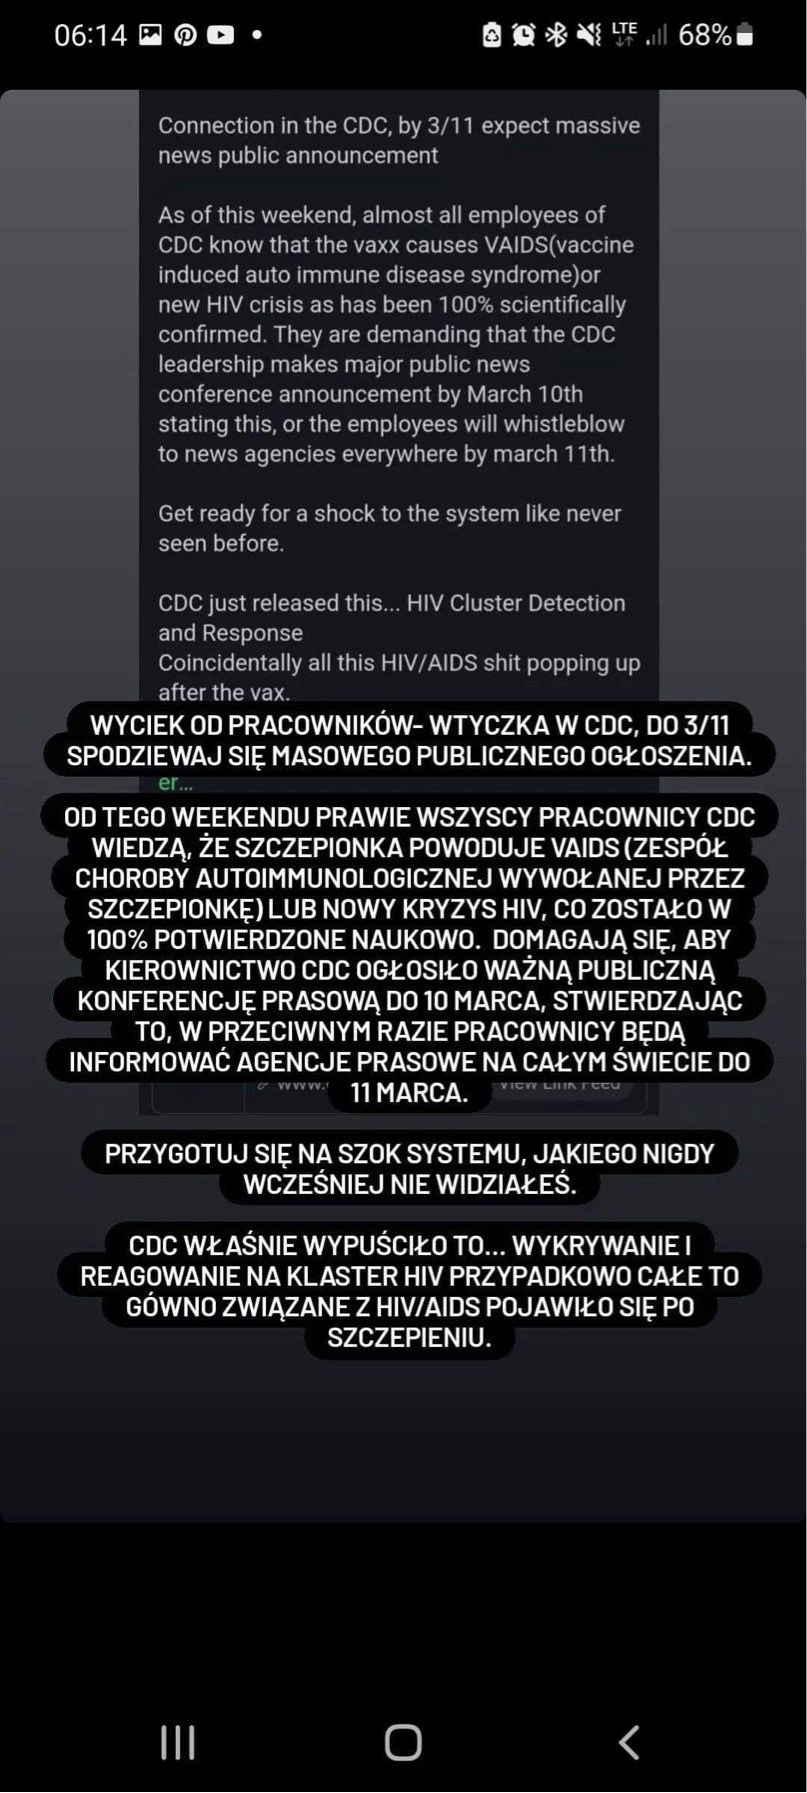 06:14
LTE
68%
Connection in the CDC, by 3/11 expect massive
news public announcement
As of this weekend, almost all employees of
CDC know that the vaxx causes VAIDS(vaccine
induced auto immune disease syndrome)or
new HIV crisis as has been 100% scientifically
confirmed. They are demanding that the CDC
leadership makes major public news
conference announcement by March 10th
stating this, or the employees will whistleblow
to news agencies everywhere by march 11th.
Get ready for a shock to the system like never
seen before.
CDC just released this... HIV Cluster Detection
and Response
Coincidentally all this HIV/AIDS shit popping up
after the vax.
WYCIEK OD PRACOWNIKÓW- WTYCZKA W CDC, DO 3/11
SPODZIEWAJ SIĘ MASOWEGO PUBLICZNEGO OGŁOSZENIA.
er...
OD TEGO WEEKENDU PRAWIE WSZYSCY PRACOWNICY CDC
WIEDZĄ, ŻE SZCZEPIONKA POWODUJE VAIDS (ZESPÓŁ
CHOROBY AUTOIMMUNOLOGICZNEJ WYWOŁANEJ PRZEZ
SZCZEPIONKĘ) LUB NOWY KRYZYS HIV, CO ZOSTAŁO W
100% POTWIERDZONE NAUKOWO. DOMAGAJĄ SIĘ, ABY
KIEROWNICTWO CDC OGŁOSIŁO WAŻNĄ PUBLICZNĄ
KONFERENCJĘ PRASOWĄ DO 10 MARCA, STWIERDZAJĄC
TO, W PRZECIWNYM RAZIE PRACOWNICY BĘDĄ
INFORMOWAĆ AGENCJE PRASOWE NA CAŁYM ŚWIECIE DO
11 MARCA.
www.
View Link Feed
PRZYGOTUJ SIĘ NA SZOK SYSTEMU, JAKIEGO NIGDY
WCZEŚNIEJ NIE WIDZIAŁEŚ.
CDC WŁAŚNIE WYPUŚCIŁO TO... WYKRYWANIE I
REAGOWANIE NA KLASTER HIV PRZYPADKOWO CAŁE TO
GÓWNO ZWIĄZANE Z HIV/AIDS POJAWIŁO SIĘ PO
SZCZEPIENIU.